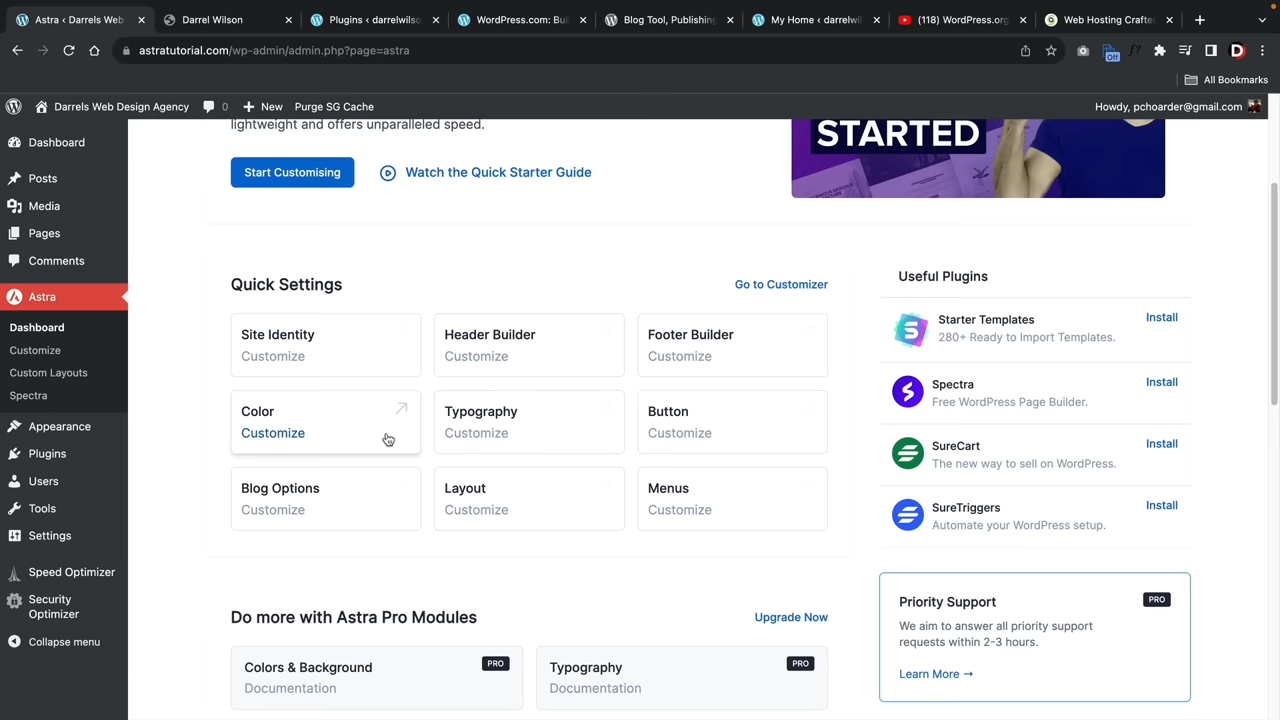 Astra ‹ Darrels Web
Darrel Wilson
Plugins ‹ darrelwilso
WordPress.com: Bui
Blog Tool, Publishing
My Home ‹ darrelwil
(118) WordPress.org
Web Hosting Crafte
astratutorial.com/wp-admin/admin.php?page=astra
Off
D
All Bookmarks
Darrels Web Design Agency
0
New
Purge SG Cache
Howdy, pchoarder@gmail.com
Dashboard
Posts
Media
Pages
Comments
Astra
Dashboard
Customize
Custom Layouts
Spectra
Appearance
Plugins
Users
Tools
Settings
Speed Optimizer
Security
Optimizer
Collapse menu
lightweight and offers unparalleled speed.
Start Customising
Watch the Quick Starter Guide
STARTED
Quick Settings
Go to Customizer
Site Identity
Customize
Header Builder
Customize
Footer Builder
Customize
Color
Customize
Typography
Customize
Button
Customize
Blog Options
Customize
Layout
Customize
Menus
Customize
Do more with Astra Pro Modules
Upgrade Now
Colors & Background
PRO
Documentation
Typography
PRO
Documentation
Useful Plugins
Starter Templates
Install
280+ Ready to Import Templates.
Spectra
Install
Free WordPress Page Builder.
SureCart
Install
The new way to sell on WordPress.
SureTriggers
Install
Automate your WordPress setup.
Priority Support
PRO
We aim to answer all priority support
requests within 2-3 hours.
Learn More →